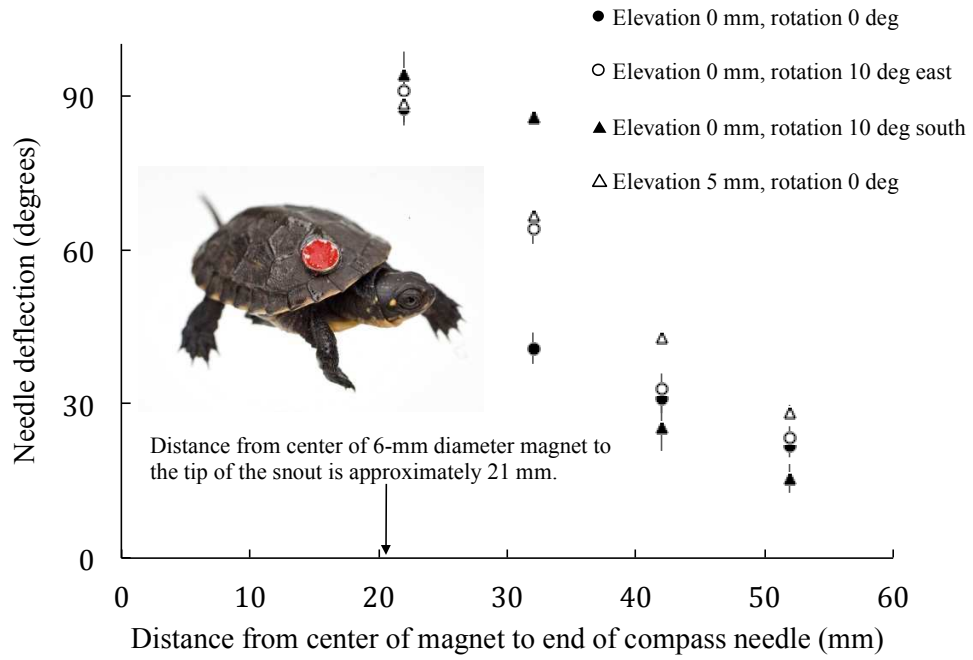 Elevation 0 mm, rotation 0 deg
Elevation 0 mm, rotation 10 deg east
Elevation 0 mm, rotation 10 deg south
Elevation 5 mm, rotation 0 deg
Needle deflection (degrees)
90
60
30
0
Distance from center of 6-mm diameter magnet to
the tip of the snout is approximately 21 mm.
0 10 20 30 40 50 60
Distance from center of magnet to end of compass needle (mm)